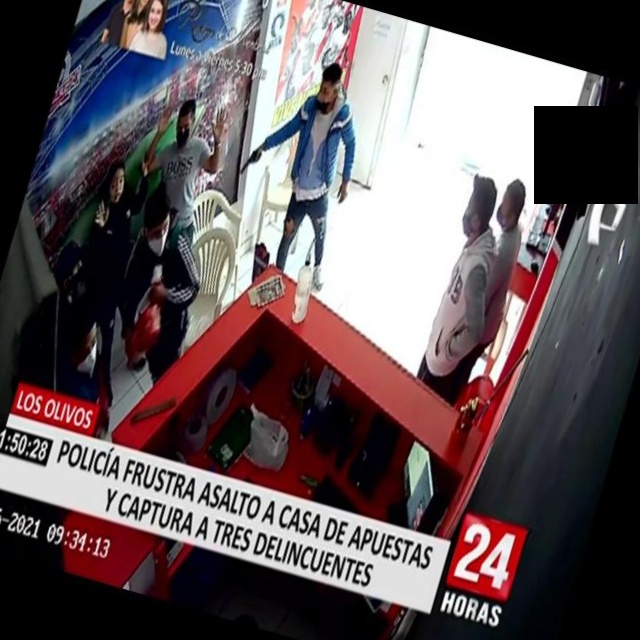 Lunes a Viernes 5:30
BOSS
LOS OLIVOS
1:50:28
POLICÍA FRUSTRA ASALTO A CASA DE APUESTAS
Y CAPTURA A TRES DELINCUENTES
-2021 09:34:13
24
HORAS